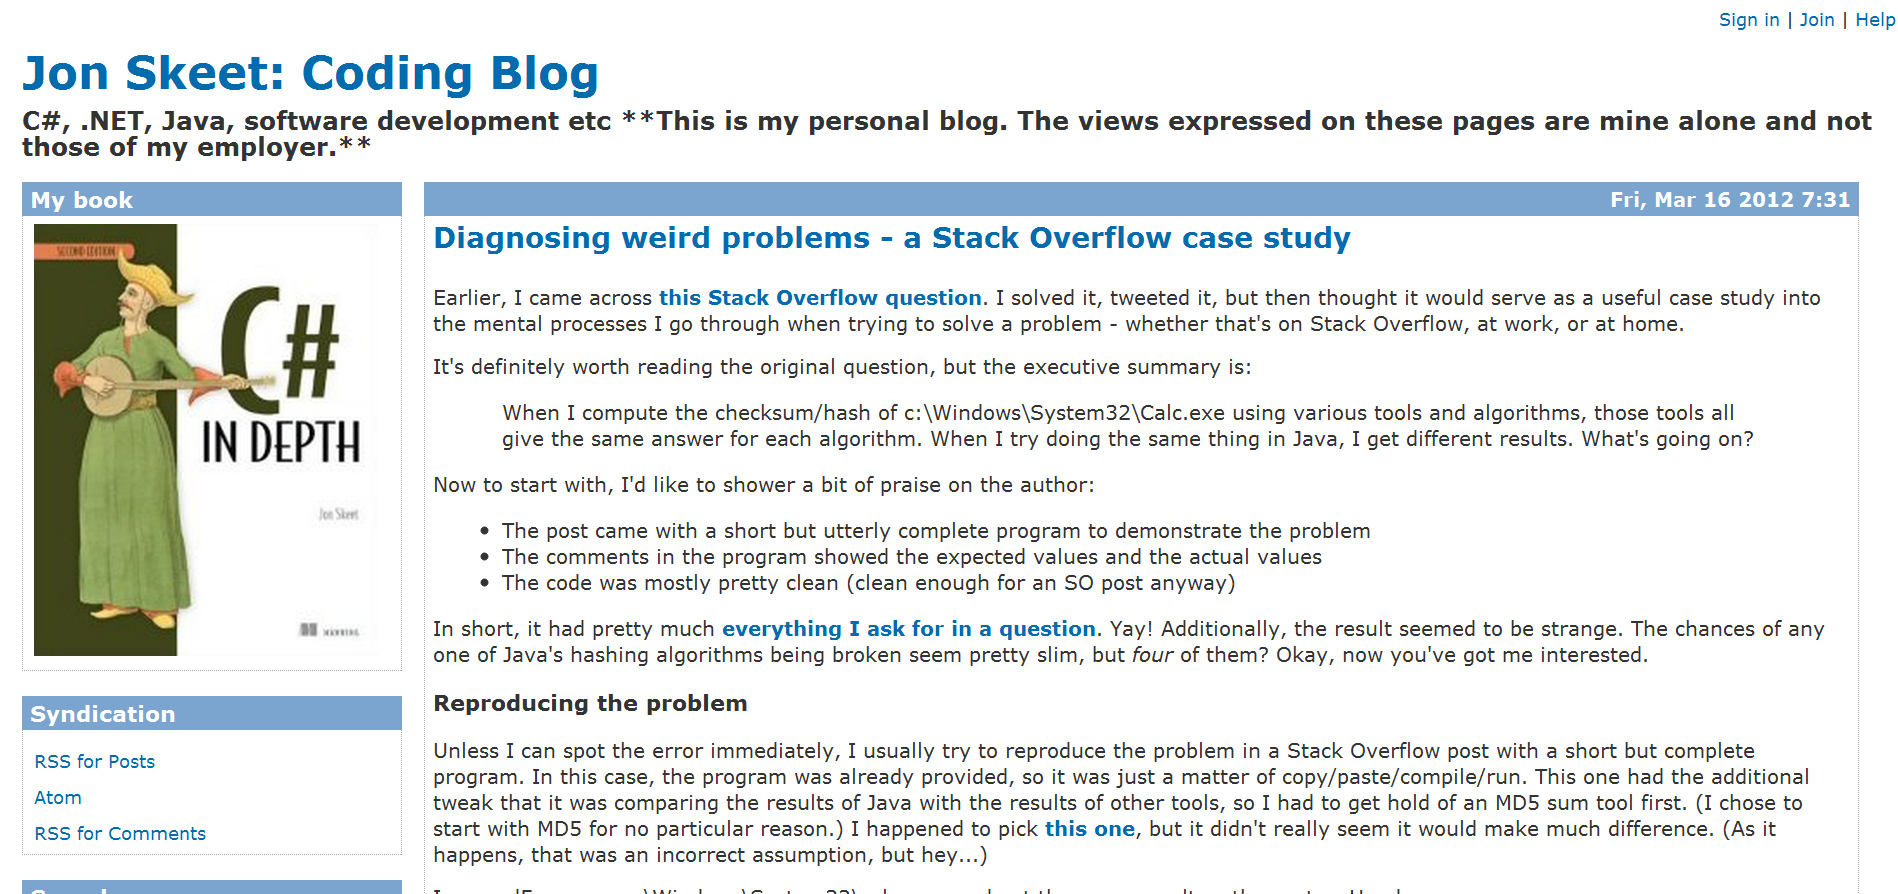 Sign in | Join | Help
Jon Skeet: Coding Blog
C#, .NET, Java, software development etc **This is my personal blog. The views expressed on these pages are mine alone and not
those of my employer.**
My book
SECOND EDITION
C#
IN DEPTH
Jon Skeet
MANNING
Syndication
RSS for Posts
Atom
RSS for Comments
Fri, Mar 16 2012 7:31
Diagnosing weird problems - a Stack Overflow case study
Earlier, I came across this Stack Overflow question. I solved it, tweeted it, but then thought it would serve as a useful case study into
the mental processes I go through when trying to solve a problem - whether that's on Stack Overflow, at work, or at home.
It's definitely worth reading the original question, but the executive summary is:
When I compute the checksum/hash of c:\Windows\System32\Calc.exe using various tools and algorithms, those tools all
give the same answer for each algorithm. When I try doing the same thing in Java, I get different results. What's going on?
Now to start with, I'd like to shower a bit of praise on the author:
• The post came with a short but utterly complete program to demonstrate the problem
• The comments in the program showed the expected values and the actual values
• The code was mostly pretty clean (clean enough for an SO post anyway)
In short, it had pretty much everything I ask for in a question. Yay! Additionally, the result seemed to be strange. The chances of any
one of Java's hashing algorithms being broken seem pretty slim, but four of them? Okay, now you've got me interested.
Reproducing the problem
Unless I can spot the error immediately, I usually try to reproduce the problem in a Stack Overflow post with a short but complete
program. In this case, the program was already provided, so it was just a matter of copy/paste/compile/run. This one had the additional
tweak that it was comparing the results of Java with the results of other tools, so I had to get hold of an MD5 sum tool first. (I chose to
start with MD5 for no particular reason.) I happened to pick this one, but it didn't really seem it would make much difference. (As it
happens, that was an incorrect assumption, but hey...)